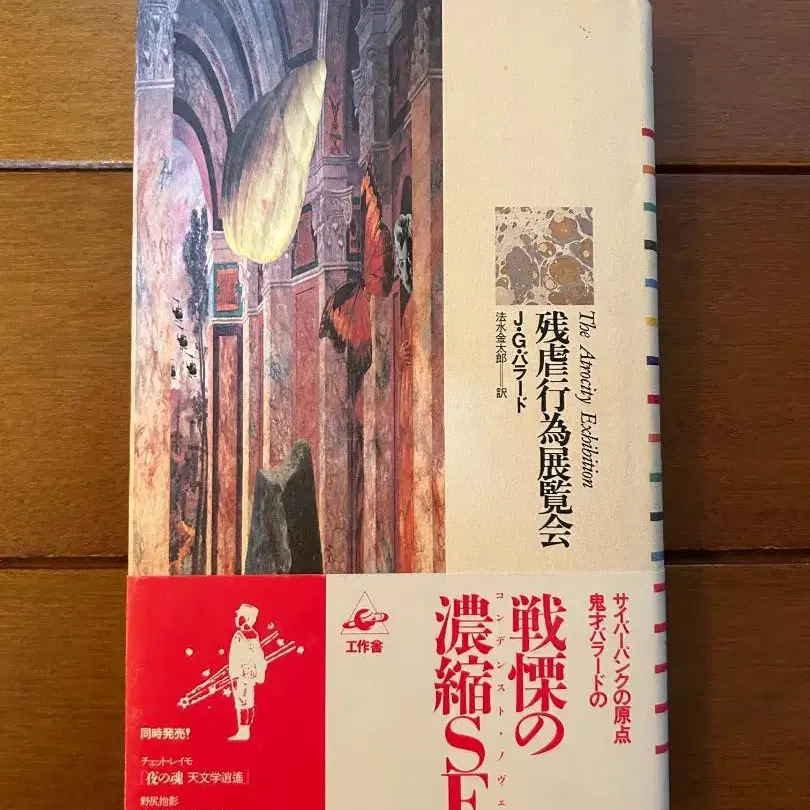 The Atrocity Exhibition
残虐行為展覧会
J・G・バラード
法水金太郎──訳
サイバーパンクの原点
鬼才バラードの
戦慄の
コンデンスト・ノヴェ
濃縮SF
工作舎
同時発売!
チェット・レイモ
「夜の魂 天文学逍遙」
野尻抱影